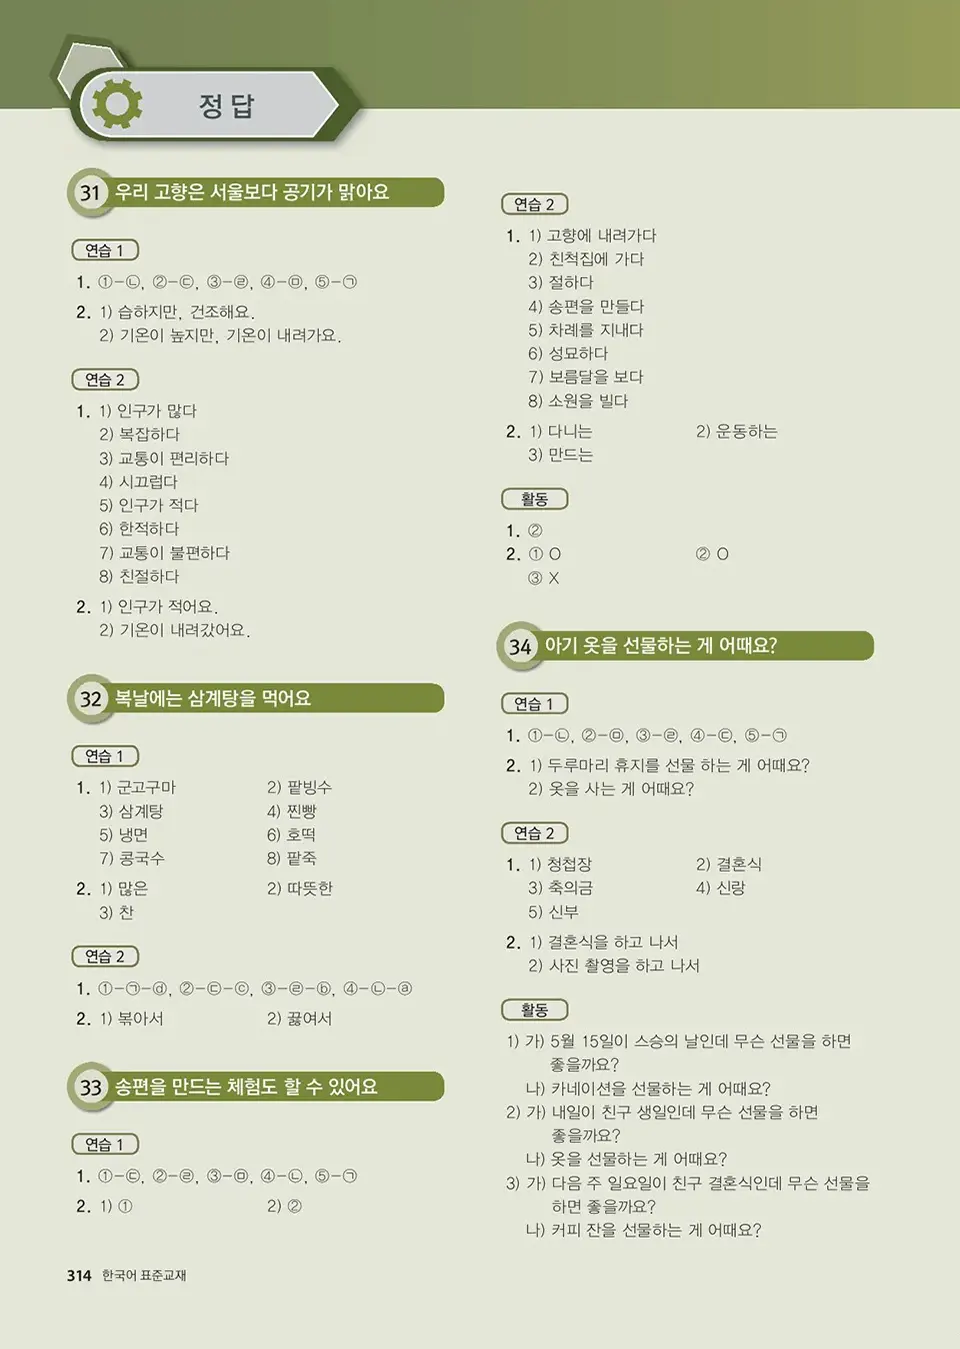 정답
31 우리 고향은 서울보다 공기가 맑아요
연습 1
1. ①-㉡, ②-㉢, ③-㉣, ④-㉤, ⑤-㉠
2. 1) 습하지만, 건조해요.
2) 기온이 높지만, 기온이 내려가요.
연습 2
1. 1) 인구가 많다
2) 복잡하다
3) 교통이 편리하다
4) 시끄럽다
5) 인구가 적다
6) 한적하다
7) 교통이 불편하다
8) 친절하다
2. 1) 인구가 적어요.
2) 기온이 내려갔어요.
32 복날에는 삼계탕을 먹어요
연습 1
1. 1) 군고구마 2) 팥빙수
3) 삼계탕 4) 찐빵
5) 냉면 6) 호떡
7) 콩국수 8) 팥죽
2. 1) 많은 2) 따뜻한
3) 찬
연습 2
1. ①-㉠-ⓓ, ②-㉢-ⓒ, ③-㉣-ⓑ, ④-㉡-ⓐ
2. 1) 볶아서 2) 끓여서
33 송편을 만드는 체험도 할 수 있어요
연습 1
1. ①-㉢, ②-㉣, ③-㉤, ④-㉡, ⑤-㉠
2. 1) ① 2) ②
연습 2
1. 1) 고향에 내려가다
2) 친척집에 가다
3) 절하다
4) 송편을 만들다
5) 차례를 지내다
6) 성묘하다
7) 보름달을 보다
8) 소원을 빌다
2. 1) 다니는 2) 운동하는
3) 만드는
활동
1. ②
2. ① O ② O
③ X
34 아기 옷을 선물하는 게 어때요?
연습 1
1. ①-㉡, ②-㉤, ③-㉣, ④-㉢, ⑤-㉠
2. 1) 두루마리 휴지를 선물 하는 게 어때요?
2) 옷을 사는 게 어때요?
연습 2
1. 1) 청첩장 2) 결혼식
3) 축의금 4) 신랑
5) 신부
2. 1) 결혼식을 하고 나서
2) 사진 촬영을 하고 나서
활동
1) 가) 5월 15일이 스승의 날인데 무슨 선물을 하면
좋을까요?
나) 카네이션을 선물하는 게 어때요?
2) 가) 내일이 친구 생일인데 무슨 선물을 하면
좋을까요?
나) 옷을 선물하는 게 어때요?
3) 가) 다음 주 일요일이 친구 결혼식인데 무슨 선물을
하면 좋을까요?
나) 커피 잔을 선물하는 게 어때요?
314 한국어 표준교재